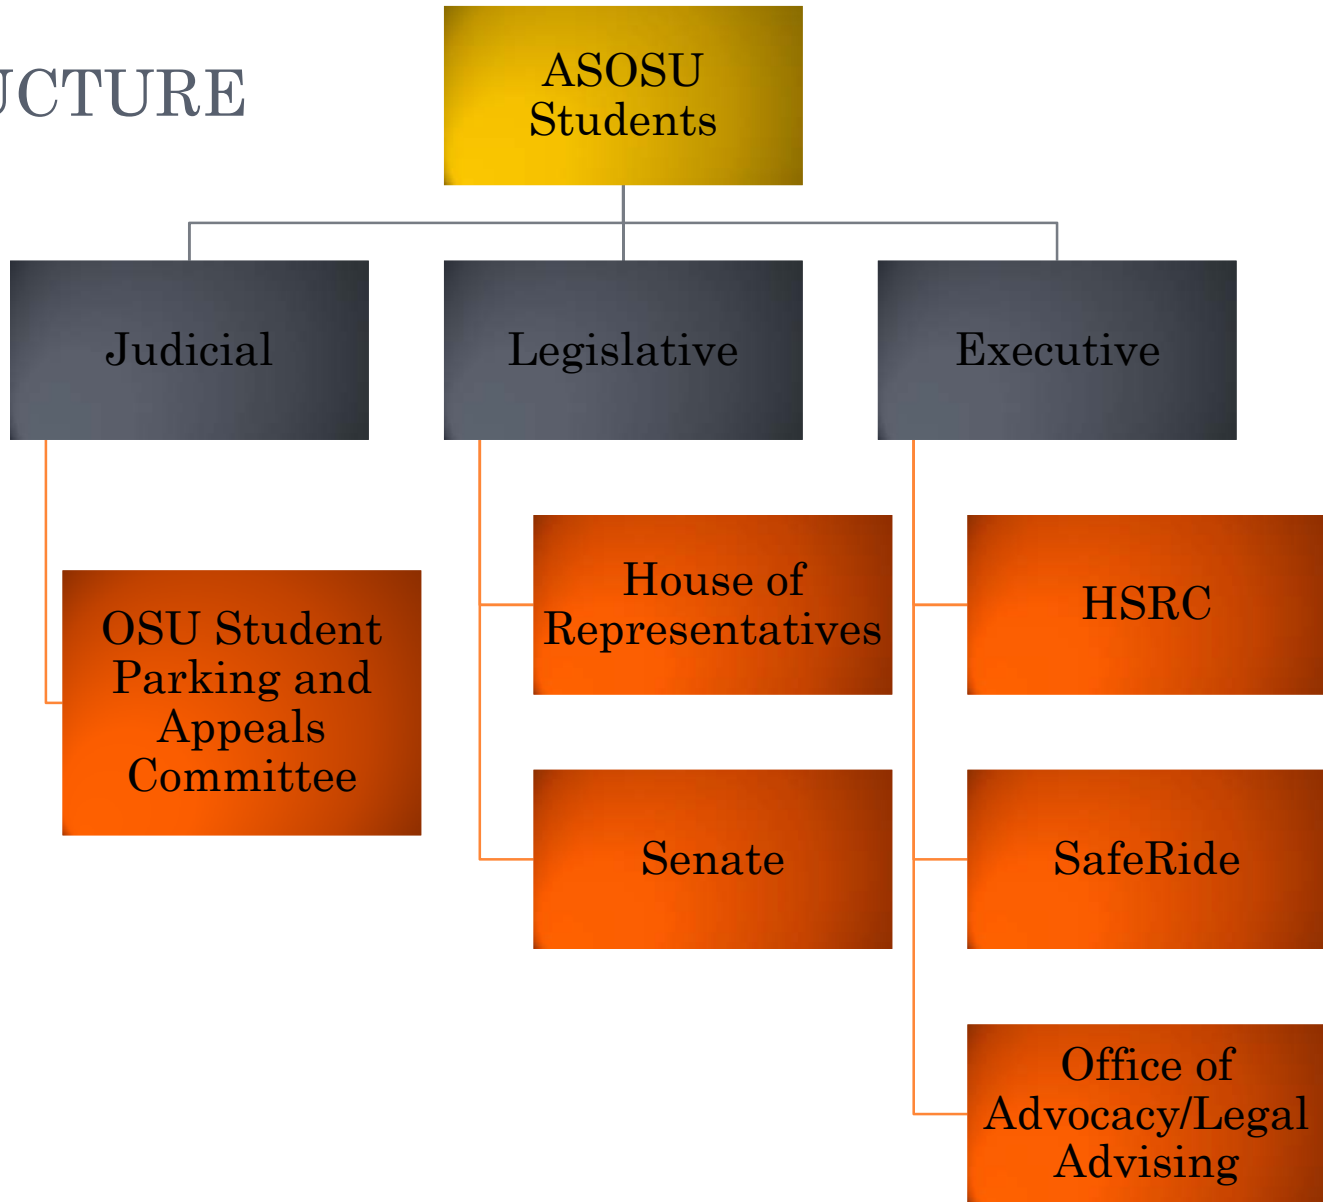 UCTURE
ASOSU
Students
Judicial
Legislative
Executive
OSU Student
Parking and
Appeals
Committee
House of
Representatives
Senate
HSRC
SafeRide
Office of
Advocacy/Legal
Advising